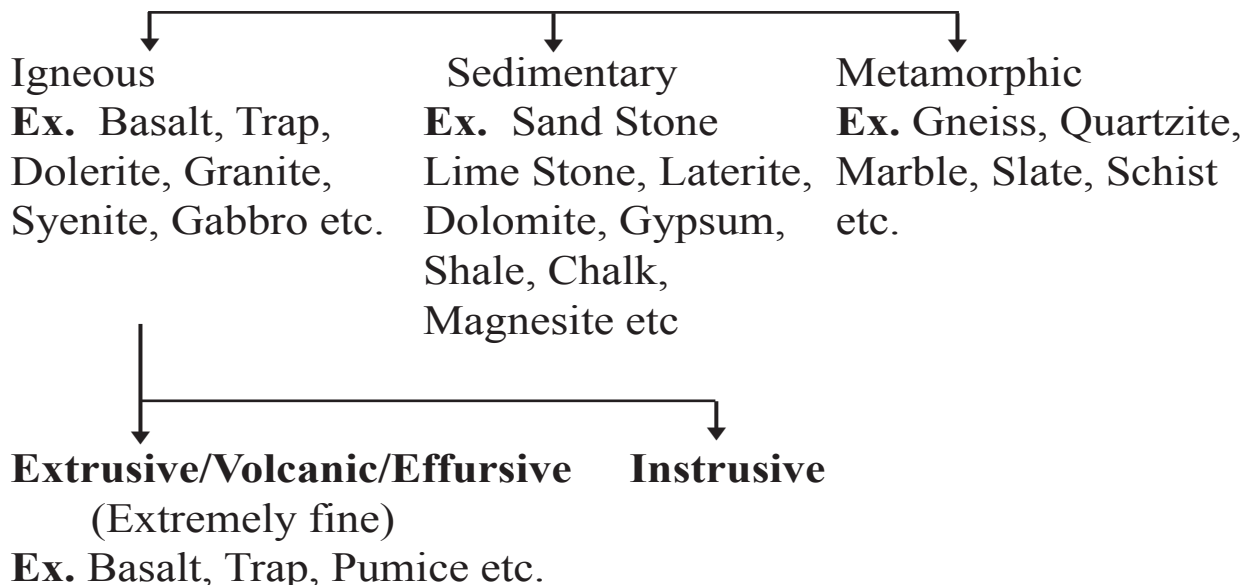 Igneous Sedimentary Metamorphic
Ex. Basalt, Trap, Ex. Sand Stone Ex. Gneiss, Quartzite,
Dolerite, Granite, Lime Stone, Laterite, Marble, Slate, Schist
Syenite, Gabbro etc. Dolomite, Gypsum, etc.
Shale, Chalk,
Magnesite etc
Extrusive/Volcanic/Effursive Instrusive
(Extremely fine)
Ex. Basalt, Trap, Pumice etc.